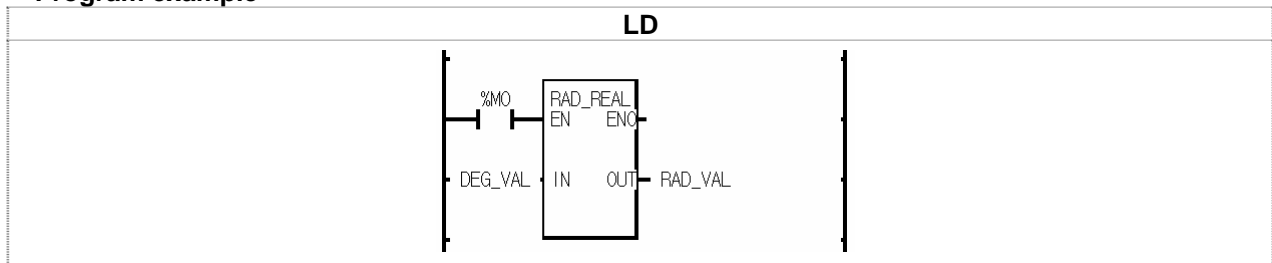 Program example
LD
%M0 RAD_REAL
EN ENO
DEG_VAL IN OUT RAD_VAL